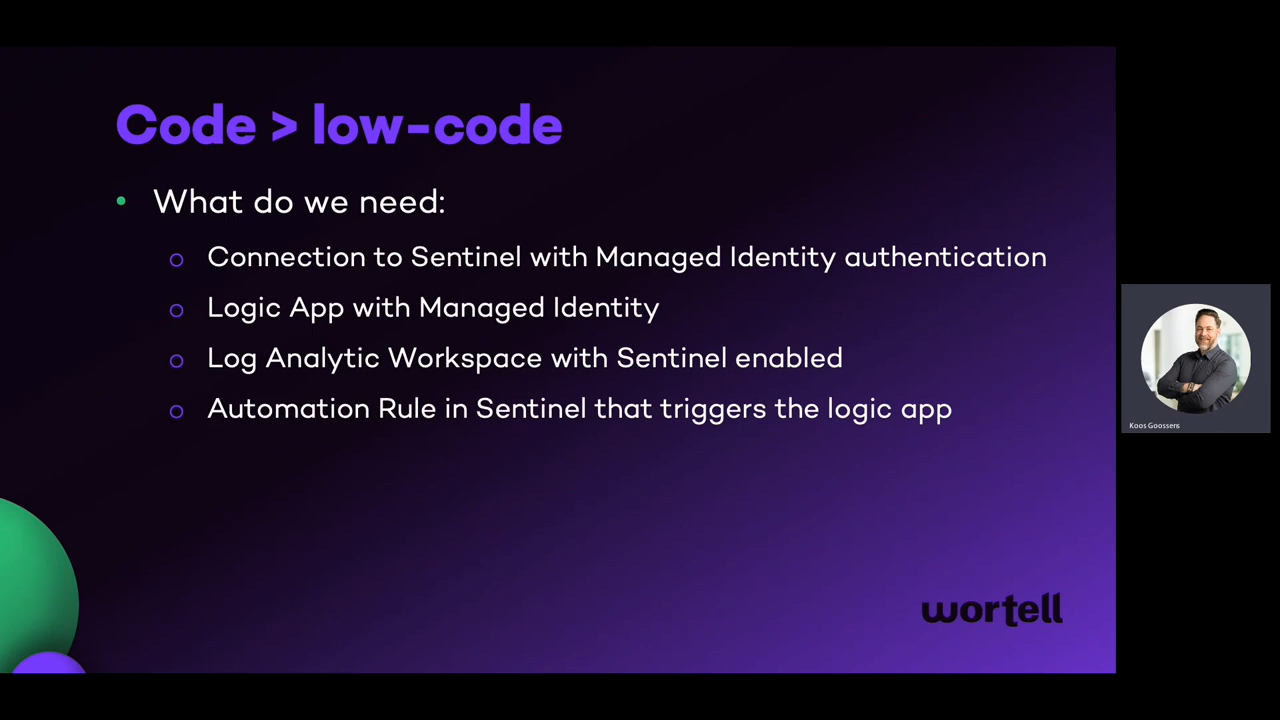 Code > low-code
• What do we need:
o Connection to Sentinel with Managed Identity authentication
o Logic App with Managed Identity
o Log Analytic Workspace with Sentinel enabled
o Automation Rule in Sentinel that triggers the logic app
Koos Goossens
wortell